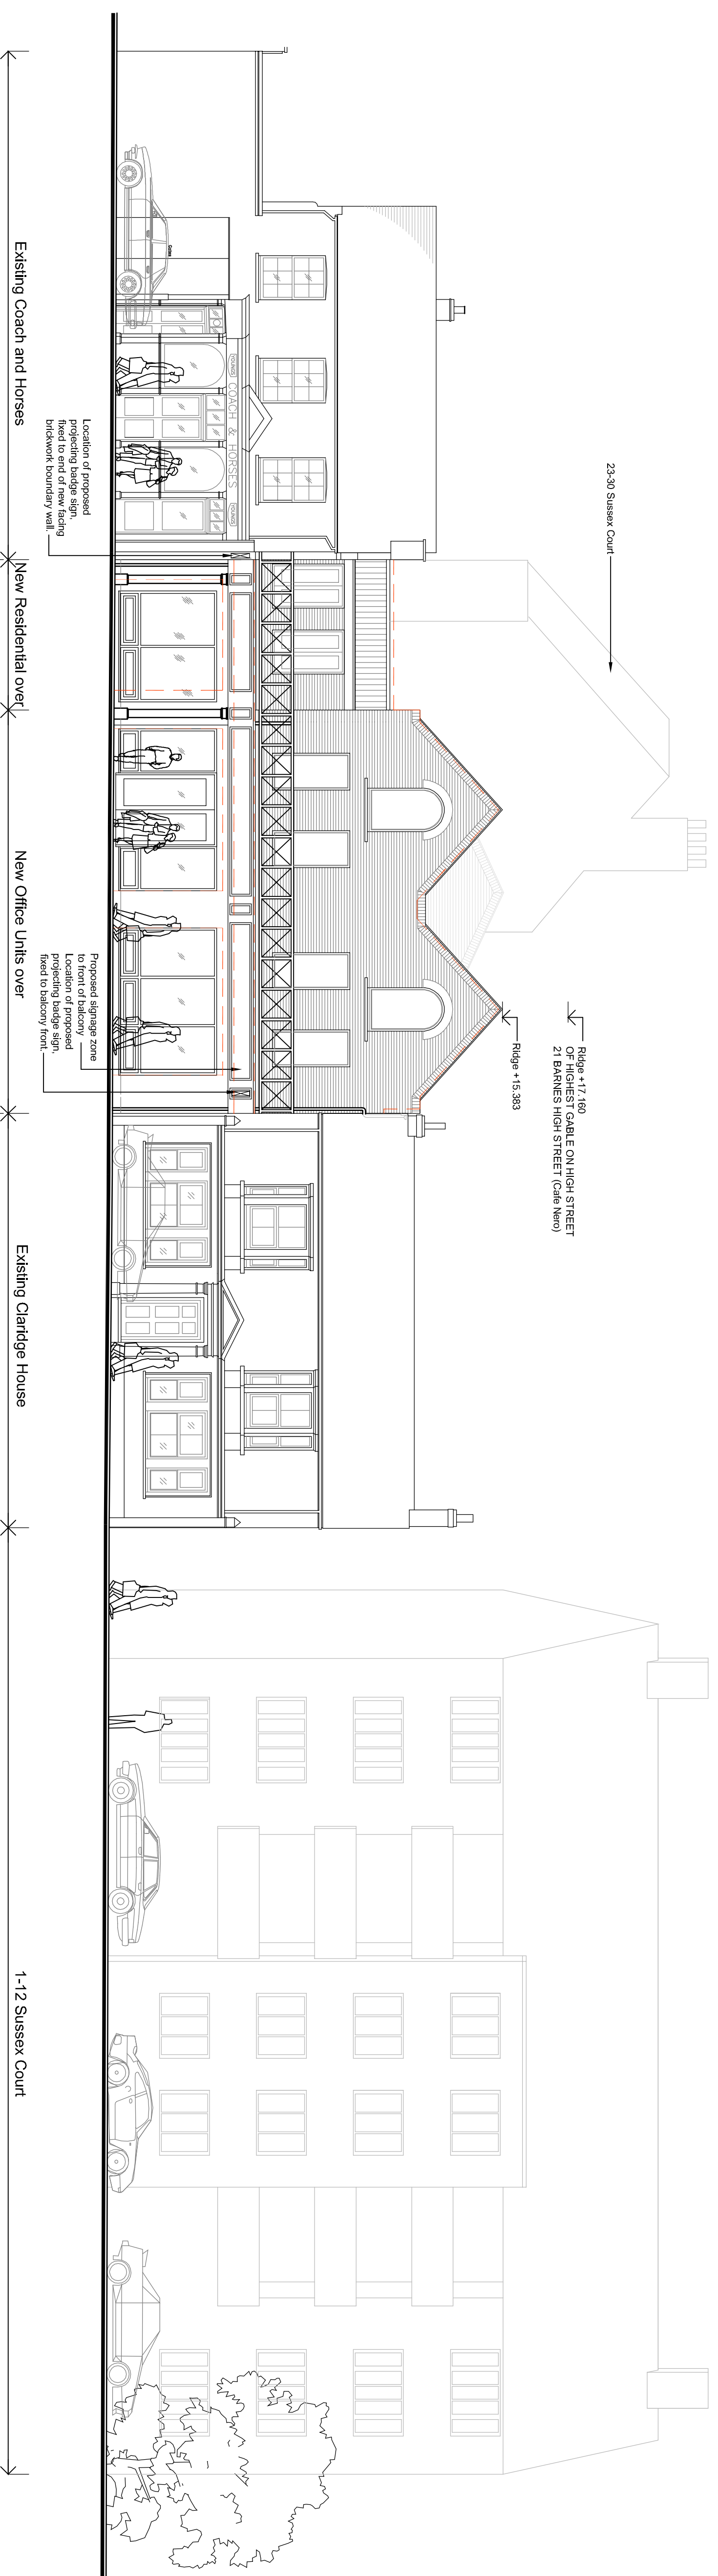 23-30 Sussex Court
Ridge +17.160
OF HIGHEST GABLE ON HIGH STREET
21 BARNES HIGH STREET (Cafe Nero)
Ridge +15.383
YOUNGS
COACH & HORSES
YOUNGS
Location of proposed
projecting badge sign,
fixed to end of new facing
brickwork boundary wall.
Proposed signage zone
to front of balcony
Location of proposed
projecting badge sign,
fixed to balcony front.
Existing Coach and Horses
New Residential over
New Office Units over
Existing Claridge House
1-12 Sussex Court